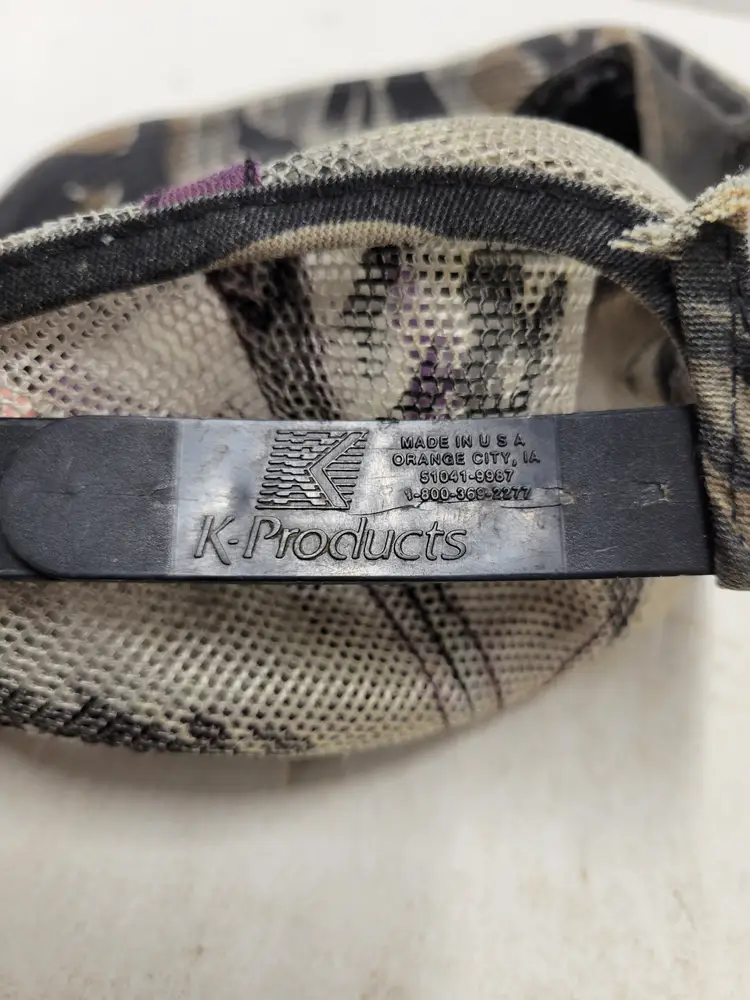 MADE IN U S A
ORANGE CITY, IA
51041-9987
1-800-369-2277
K-Products